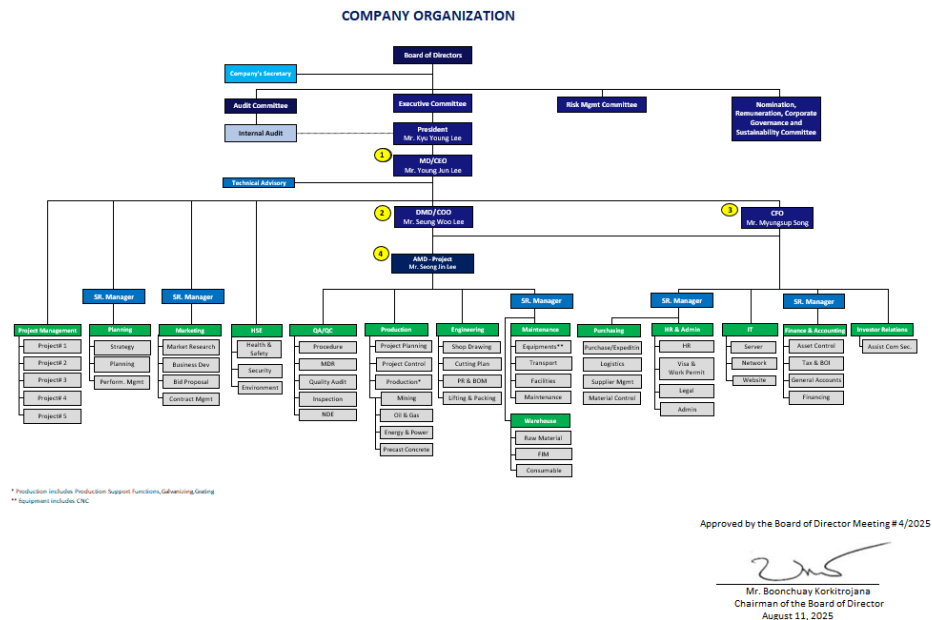 COMPANY ORGANIZATION
Board of Directors
Company's Secretary
Audit Committee
Executive Committee
Risk Mgmt Committee
Nomination,
Remuneration, Corporate
Governance and
Sustainability Committee
Internal Audit
President
Mr. Kyu Young Lee
1
MD/CEO
Mr. Young Jun Lee
Technical Advisory
2
DMD/COO
Mr. Seung Woo Lee
3
CFO
Mr. Myungsup Song
4
AMD - Project
Mr. Seong Jin Lee
SR. Manager
SR. Manager
SR. Manager
SR. Manager
SR. Manager
Project Management
Project# 1
Project# 2
Project# 3
Project# 4
Project# 5
Planning
Strategy
Planning
Perform. Mgmt
Marketing
Market Research
Business Dev
Bid Proposal
Contract Mgmt
HSE
Health &
Safety
Security
Environment
QA/QC
Procedure
MDR
Quality Audit
Inspection
NDE
Production
Project Planning
Project Control
Production*
Mining
Oil & Gas
Energy & Power
Precast Concrete
Engineering
Shop Drawing
Cutting Plan
PR & BOM
Lifting & Packing
Maintenance
Equipments**
Transport
Facilities
Maintenance
Warehouse
Raw Material
FIM
Consumable
Purchasing
Purchase/Expeditin
Logistics
Supplier Mgmt
Material Control
HR & Admin
HR
Visa &
Work Permit
Legal
Admin
IT
Server
Network
Website
Finance & Accounting
Asset Control
Tax & BOI
General Accounts
Financing
Investor Relations
Assist Com Sec.
* Production includes Production Support Functions,Galvanizing,Grating
** Equipment includes CNC
Approved by the Board of Director Meeting # 4/2025
Mr. Boonchuay Korkitrojana
Chairman of the Board of Director
August 11, 2025